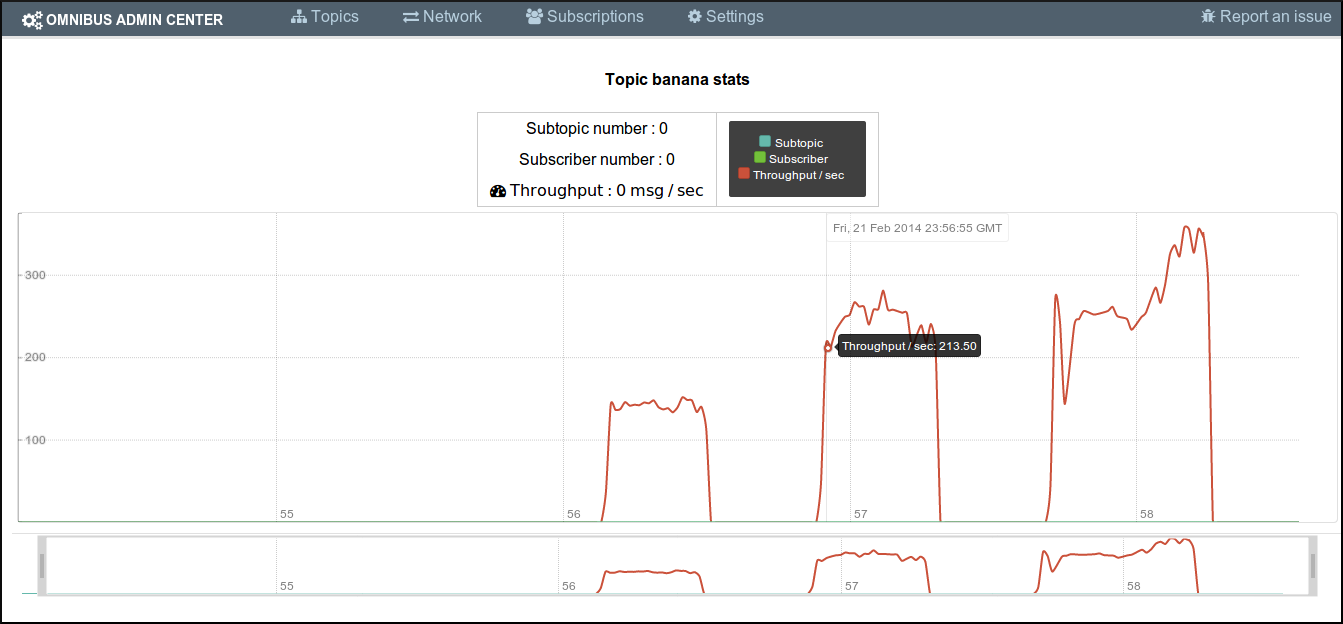 OMNIBUS ADMIN CENTER Topics Network Subscriptions Settings Report an issue
Topic banana stats
Subtopic number : 0
Subscriber number : 0
Throughput : 0 msg / sec
Subtopic
Subscriber
Throughput / sec
Fri, 21 Feb 2014 23:56:55 GMT
300
200
100
Throughput / sec: 213.50
55 56 57 58
55 56 57 58